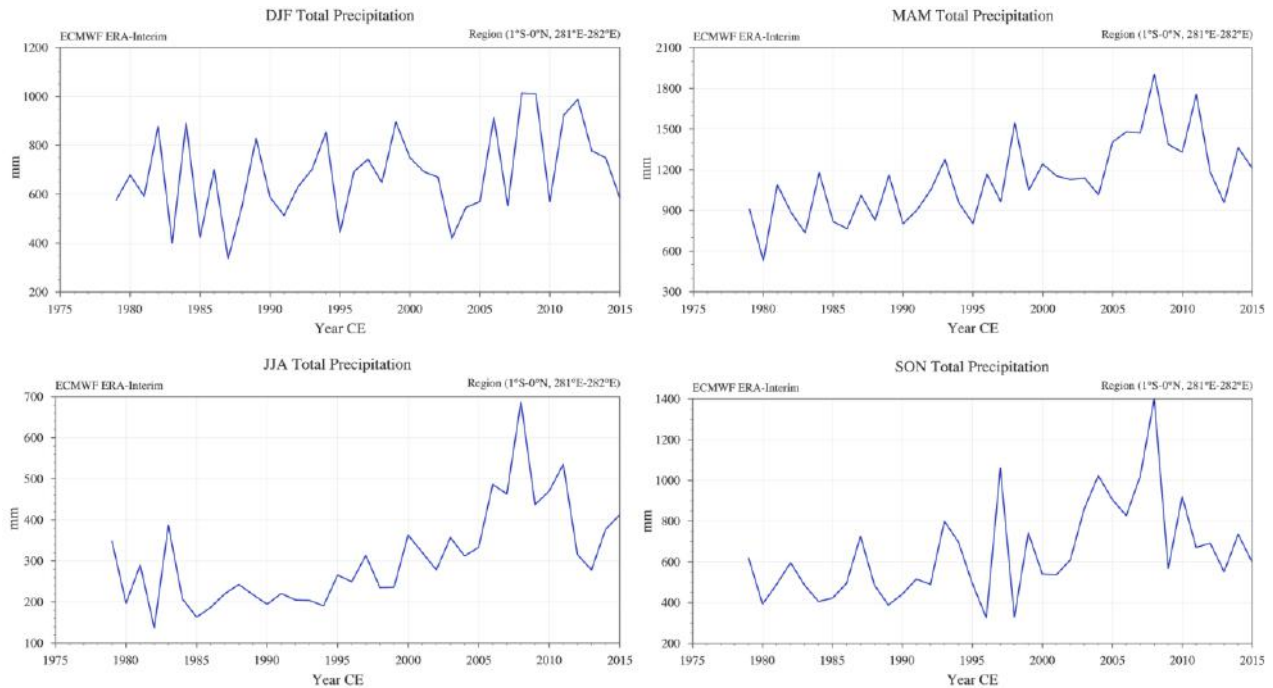 DJF Total Precipitation
ECMWF ERA-Interim Region (1°S-0°N, 281°E-282°E)
1200
1000
800
600
400
200
mm
1975 1980 1985 1990 1995 2000 2005 2010 2015
Year CE
MAM Total Precipitation
ECMWF ERA-Interim Region (1°S-0°N, 281°E-282°E)
2100
1800
1500
1200
900
600
300
mm
1975 1980 1985 1990 1995 2000 2005 2010 2015
Year CE
JJA Total Precipitation
ECMWF ERA-Interim Region (1°S-0°N, 281°E-282°E)
700
600
500
400
300
200
100
mm
1975 1980 1985 1990 1995 2000 2005 2010 2015
Year CE
SON Total Precipitation
ECMWF ERA-Interim Region (1°S-0°N, 281°E-282°E)
1400
1200
1000
800
600
400
200
mm
1975 1980 1985 1990 1995 2000 2005 2010 2015
Year CE